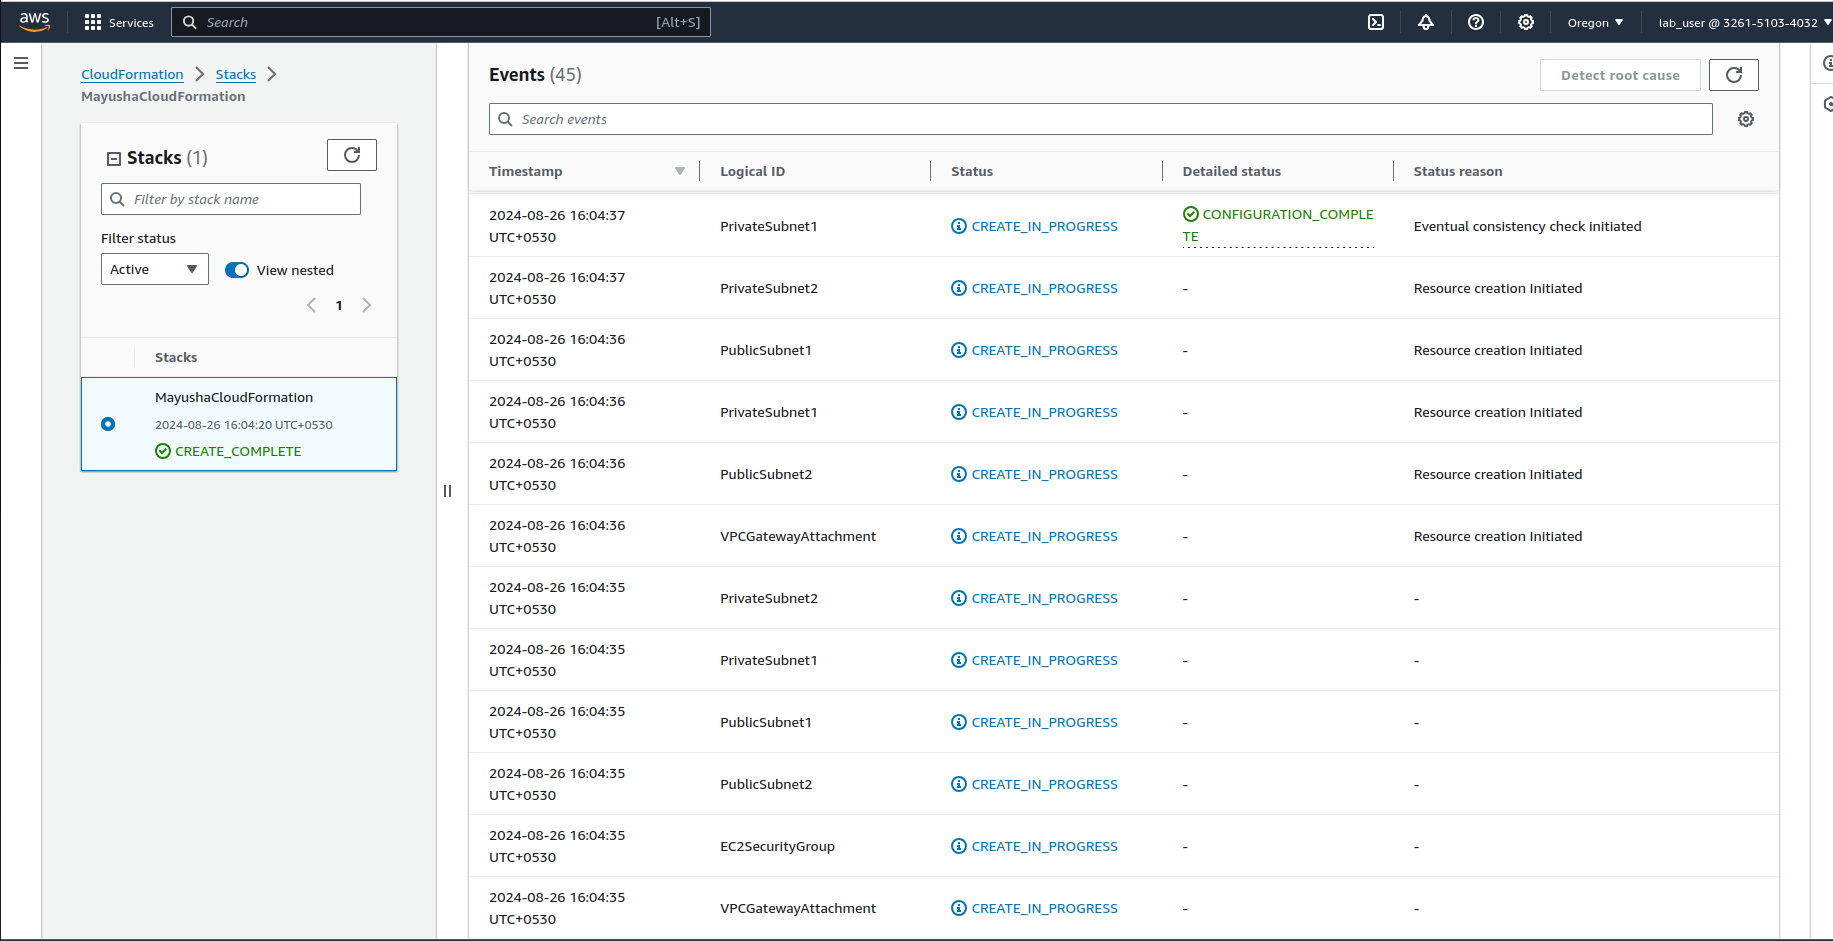 aws
Services
Search
[Alt+S]
Oregon
lab_user @ 3261-5103-4032
CloudFormation
Stacks
MayushaCloudFormation
Stacks (1)
Filter by stack name
Filter status
Active
View nested
1
Stacks
MayushaCloudFormation
2024-08-26 16:04:20 UTC+0530
CREATE_COMPLETE
Events (45)
Detect root cause
Search events
Timestamp Logical ID Status Detailed status Status reason
2024-08-26 16:04:37
UTC+0530
PrivateSubnet1
CREATE_IN_PROGRESS
CONFIGURATION_COMPLE
TE
Eventual consistency check initiated
2024-08-26 16:04:37
UTC+0530
PrivateSubnet2
CREATE_IN_PROGRESS
-
Resource creation Initiated
2024-08-26 16:04:36
UTC+0530
PublicSubnet1
CREATE_IN_PROGRESS
-
Resource creation Initiated
2024-08-26 16:04:36
UTC+0530
PrivateSubnet1
CREATE_IN_PROGRESS
-
Resource creation Initiated
2024-08-26 16:04:36
UTC+0530
PublicSubnet2
CREATE_IN_PROGRESS
-
Resource creation Initiated
2024-08-26 16:04:36
UTC+0530
VPCGatewayAttachment
CREATE_IN_PROGRESS
-
Resource creation Initiated
2024-08-26 16:04:35
UTC+0530
PrivateSubnet2
CREATE_IN_PROGRESS
-
-
2024-08-26 16:04:35
UTC+0530
PrivateSubnet1
CREATE_IN_PROGRESS
-
-
2024-08-26 16:04:35
UTC+0530
PublicSubnet1
CREATE_IN_PROGRESS
-
-
2024-08-26 16:04:35
UTC+0530
PublicSubnet2
CREATE_IN_PROGRESS
-
-
2024-08-26 16:04:35
UTC+0530
EC2SecurityGroup
CREATE_IN_PROGRESS
-
-
2024-08-26 16:04:35
UTC+0530
VPCGatewayAttachment
CREATE_IN_PROGRESS
-
-